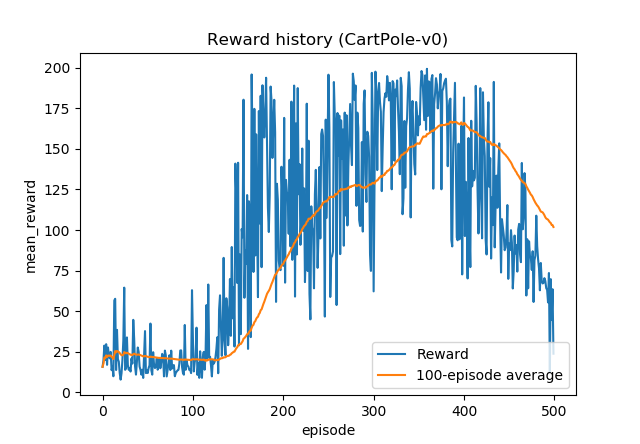 Reward history (CartPole-v0)
200
175
150
125
100
75
50
25
0
mean_reward
0 100 200 300 400 500
episode
Reward
100-episode average